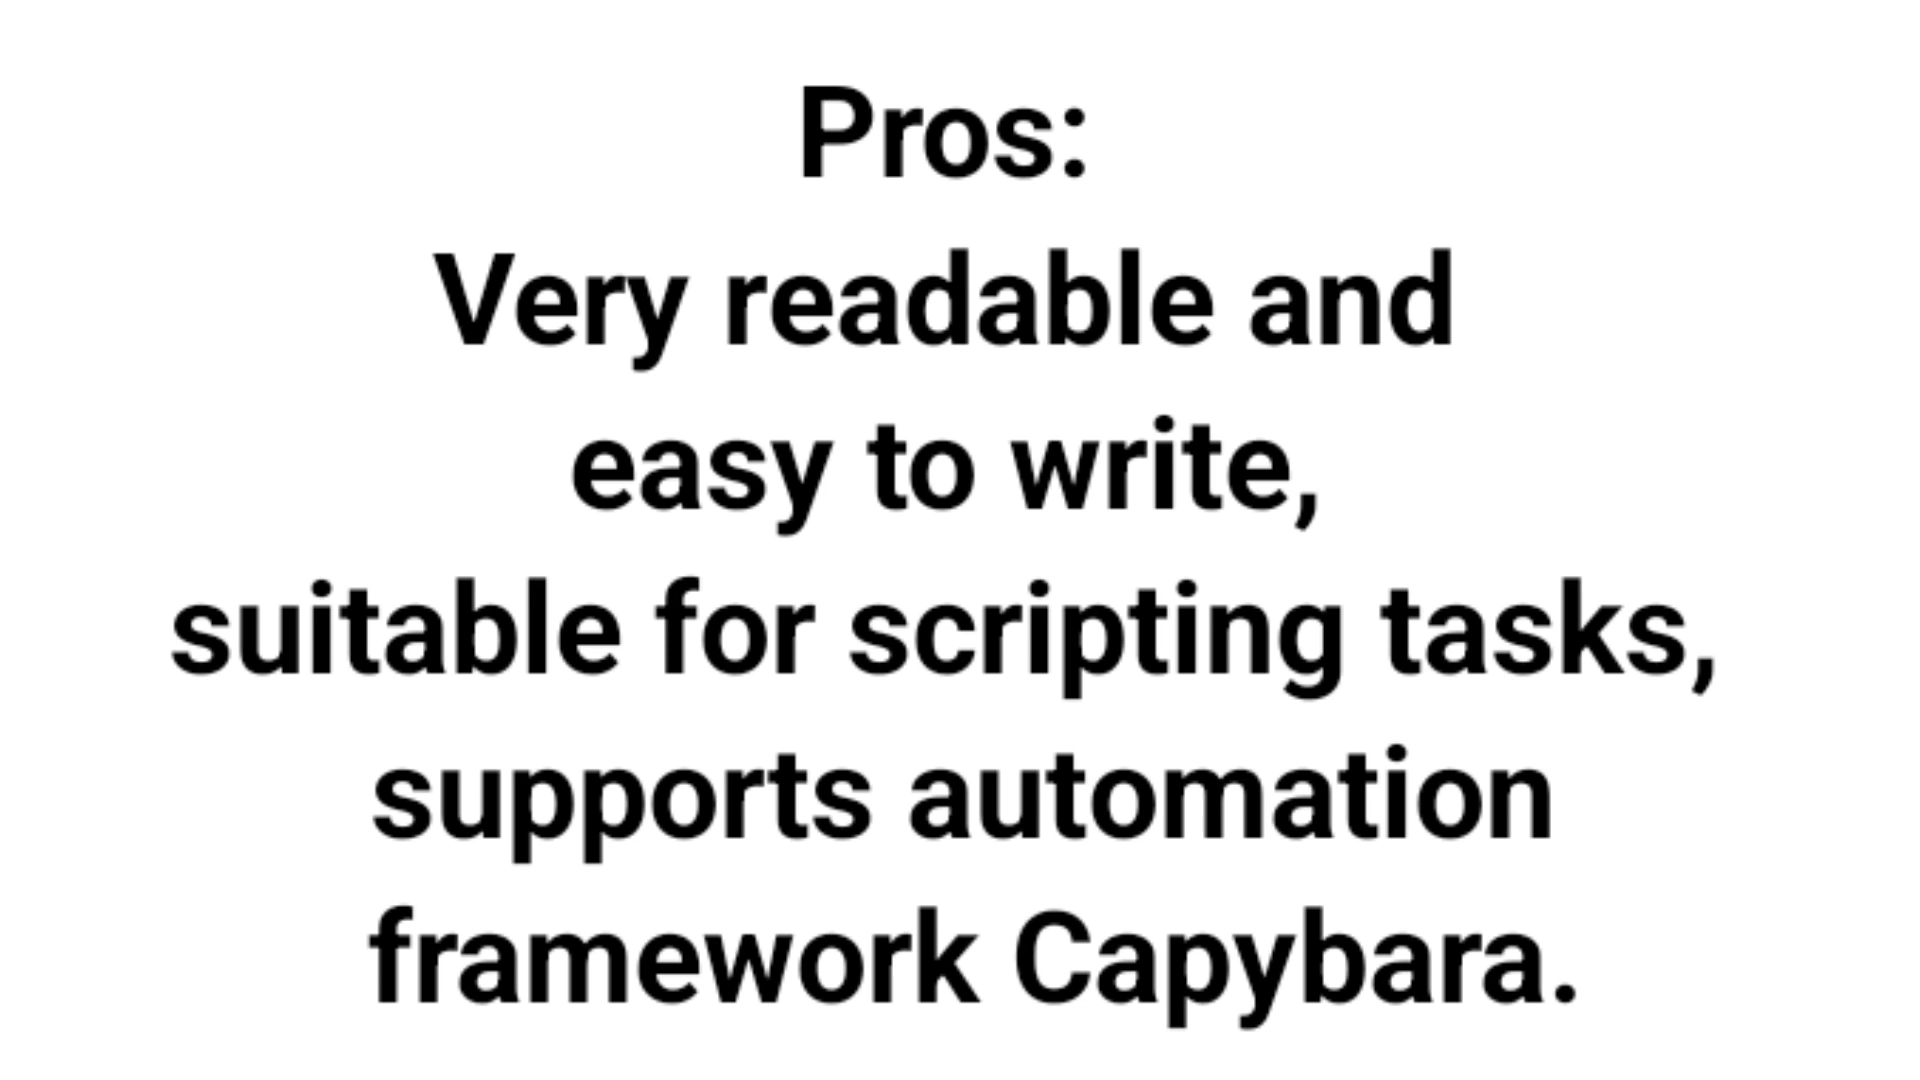 Pros:
Very readable and
easy to write,
suitable for scripting tasks,
supports automation
framework Capybara.